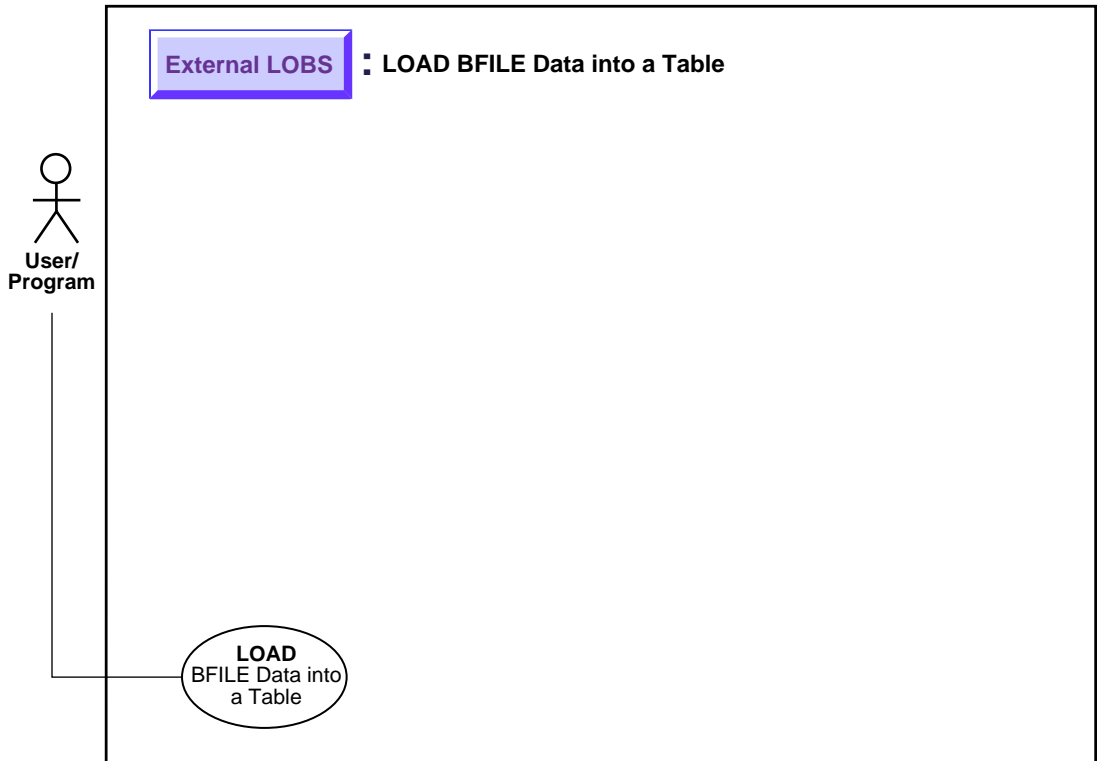 External LOBS : LOAD BFILE Data into a Table
User/
Program
LOAD
BFILE Data into
a Table